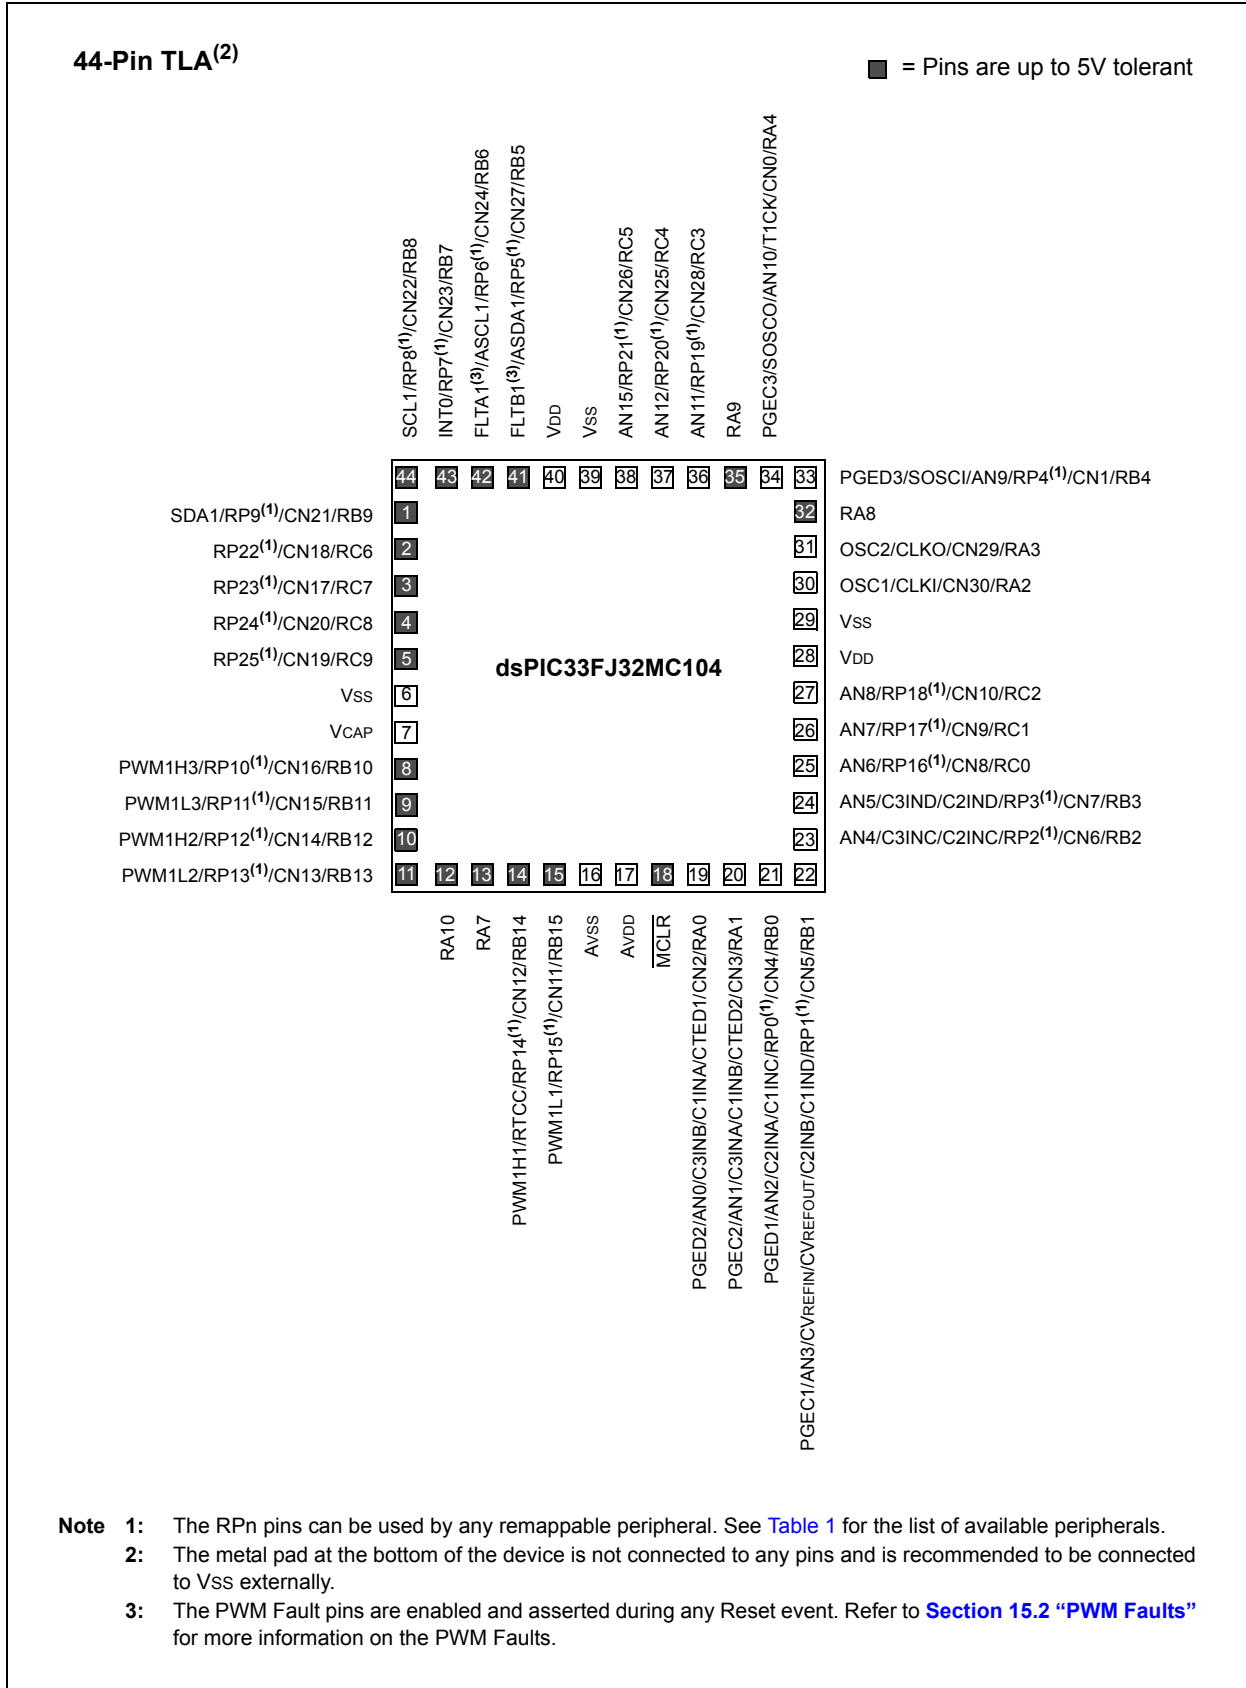 44-Pin TLA(2)
= Pins are up to 5V tolerant
SCL1/RP8(1)/CN22/RB8
INT0/RP7(1)/CN23/RB7
FLTA1(3)/ASCL1/RP6(1)/CN24/RB6
FLTB1(3)/ASDA1/RP5(1)/CN27/RB5
VDD
VSS
AN15/RP21(1)/CN26/RC5
AN12/RP20(1)/CN25/RC4
AN11/RP19(1)/CN28/RC3
RA9
PGEC3/SOSCO/AN10/T1CK/CN0/RA4
44 43 42 41 40 39 38 37 36 35 34 33 PGED3/SOSCI/AN9/RP4(1)/CN1/RB4
SDA1/RP9(1)/CN21/RB9 1 32 RA8
RP22(1)/CN18/RC6 2 31 OSC2/CLKO/CN29/RA3
RP23(1)/CN17/RC7 3 30 OSC1/CLKI/CN30/RA2
RP24(1)/CN20/RC8 4 29 VSS
RP25(1)/CN19/RC9 5 dsPIC33FJ32MC104 28 VDD
VSS 6 27 AN8/RP18(1)/CN10/RC2
VCAP 7 26 AN7/RP17(1)/CN9/RC1
PWM1H3/RP10(1)/CN16/RB10 8 25 AN6/RP16(1)/CN8/RC0
PWM1L3/RP11(1)/CN15/RB11 9 24 AN5/C3IND/C2IND/RP3(1)/CN7/RB3
PWM1H2/RP12(1)/CN14/RB12 10 23 AN4/C3INC/C2INC/RP2(1)/CN6/RB2
PWM1L2/RP13(1)/CN13/RB13 11 12 13 14 15 16 17 18 19 20 21 22
RA10
RA7
PWM1H1/RTCC/RP14(1)/CN12/RB14
PWM1L1/RP15(1)/CN11/RB15
AVSS
AVDD
MCLR
PGED2/AN0/C3INB/C1INA/CTED1/CN2/RA0
PGEC2/AN1/C3INA/C1INB/CTED2/CN3/RA1
PGED1/AN2/C2INA/C1INC/RP0(1)/CN4/RB0
PGEC1/AN3/CVREFIN/CVREFOUT/C2INB/C1IND/RP1(1)/CN5/RB1
Note 1: The RPn pins can be used by any remappable peripheral. See Table 1 for the list of available peripherals.
2: The metal pad at the bottom of the device is not connected to any pins and is recommended to be connected
to VSS externally.
3: The PWM Fault pins are enabled and asserted during any Reset event. Refer to Section 15.2 “PWM Faults”
for more information on the PWM Faults.